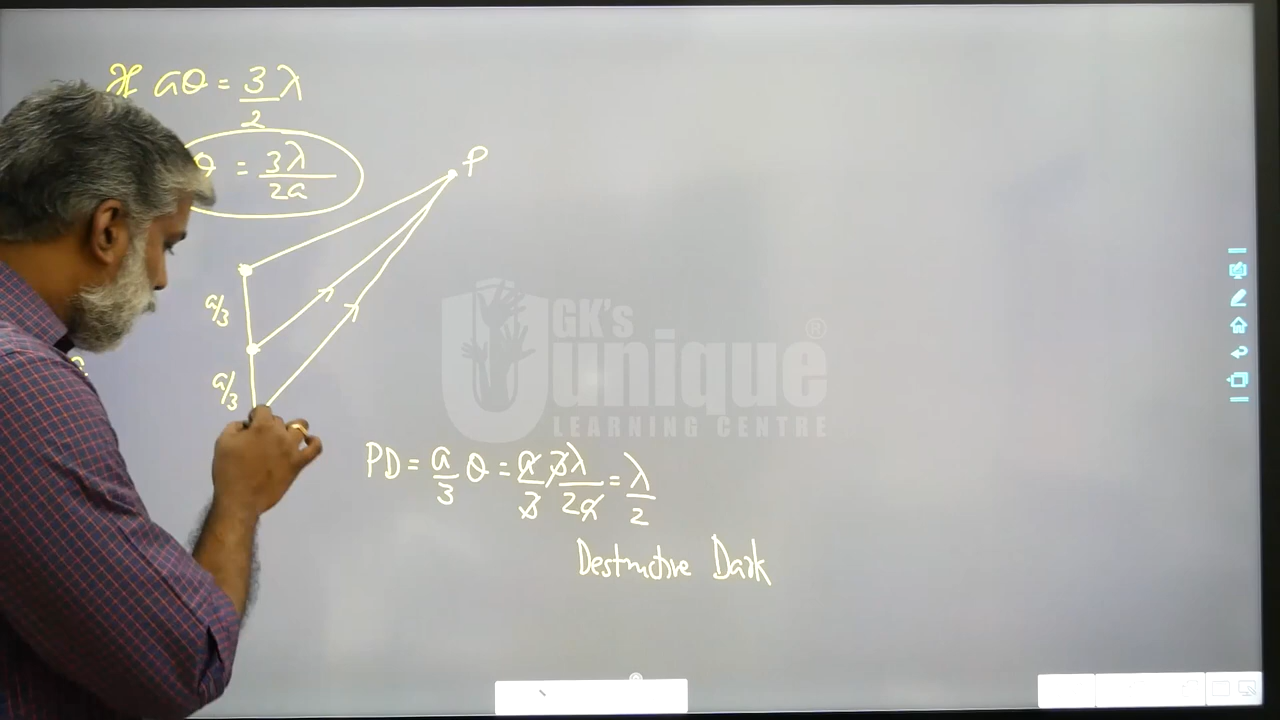 If aθ = 3/2 λ
θ = 3λ/2a
P
a/3
a/3
PD = a/3 θ = a/3 × 3λ/2a = λ/2
Destructive Dark
GK's
unique®
LEARNING CENTRE